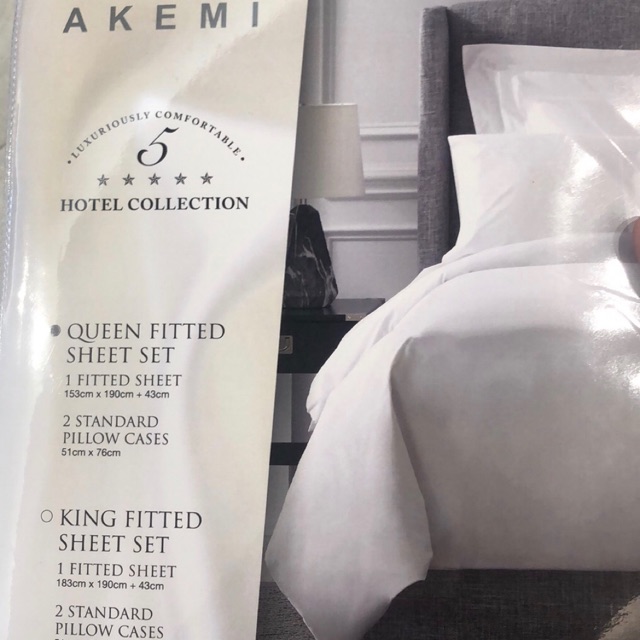 AKEMI
• LUXURIOUSLY COMFORTABLE •
5
★ ★ ★ ★ ★
HOTEL COLLECTION
QUEEN FITTED
SHEET SET
1 FITTED SHEET
153cm x 190cm + 43cm
2 STANDARD
PILLOW CASES
51cm x 76cm
KING FITTED
SHEET SET
1 FITTED SHEET
183cm x 190cm + 43cm
2 STANDARD
PILLOW CASES